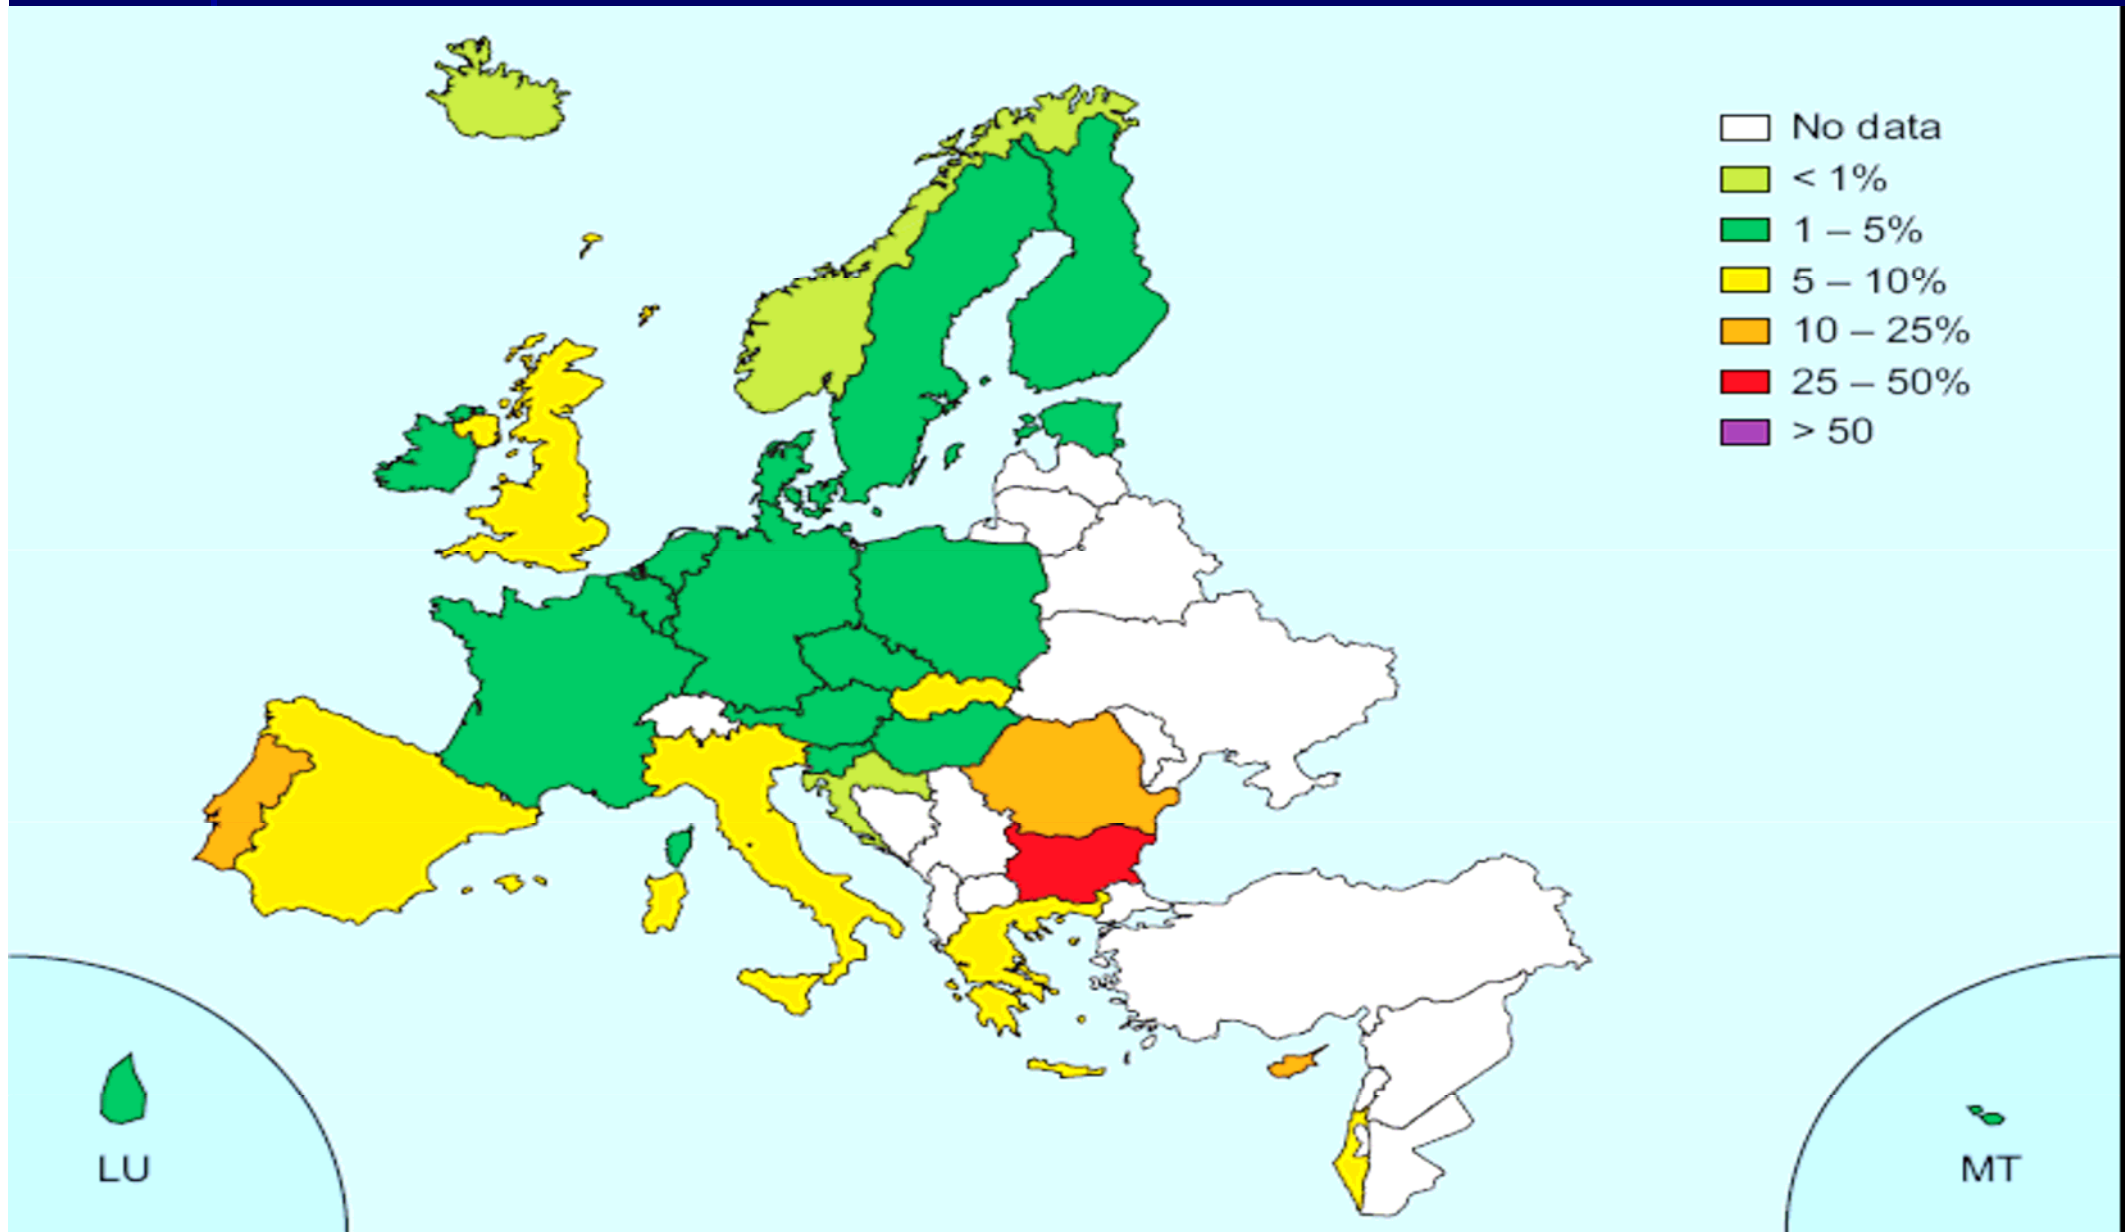 No data
< 1%
1 – 5%
5 – 10%
10 – 25%
25 – 50%
> 50
LU
MT